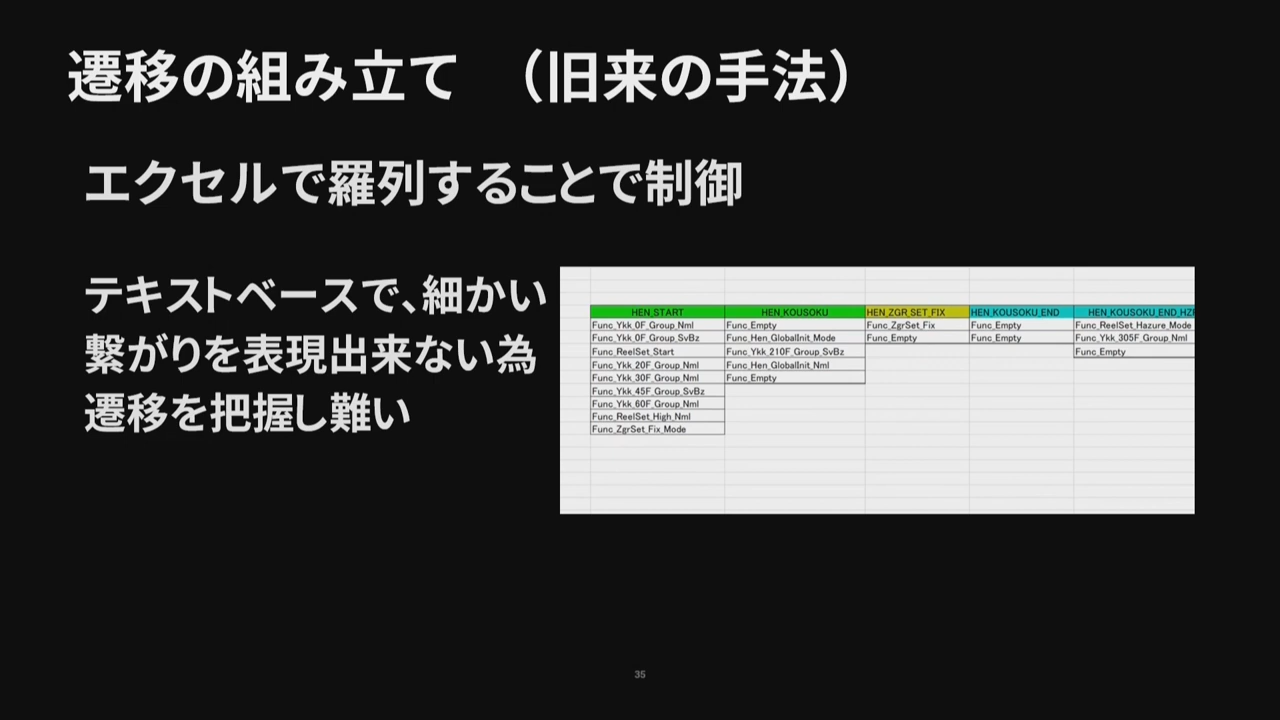 遷移の組み立て　（旧来の手法）
エクセルで羅列することで制御
テキストベースで、細かい
繋がりを表現出来ない為
遷移を把握し難い
HEN_START HEN_KOUSOKU HEN_ZGR_SET_FIX HEN_KOUSOKU_END HEN_KOUSOKU_END_HZR
Func_Ykk_0F_Group_Nml Func_Empty Func_ZgrSet_Fix Func_Empty Func_ReelSet_Hazure_Mode
Func_Ykk_0F_Group_SvBz Func_Hen_GlobalInit_Mode Func_Empty Func_Empty Func_Ykk_305F_Group_Nml
Func_ReelSet_Start Func_Ykk_210F_Group_SvBz Func_Empty
Func_Ykk_20F_Group_Nml Func_Hen_GlobalInit_Nml
Func_Ykk_30F_Group_Nml Func_Empty
Func_Ykk_45F_Group_SvBz
Func_Ykk_60F_Group_Nml
Func_ReelSet_High_Nml
Func_ZgrSet_Fix_Mode
35